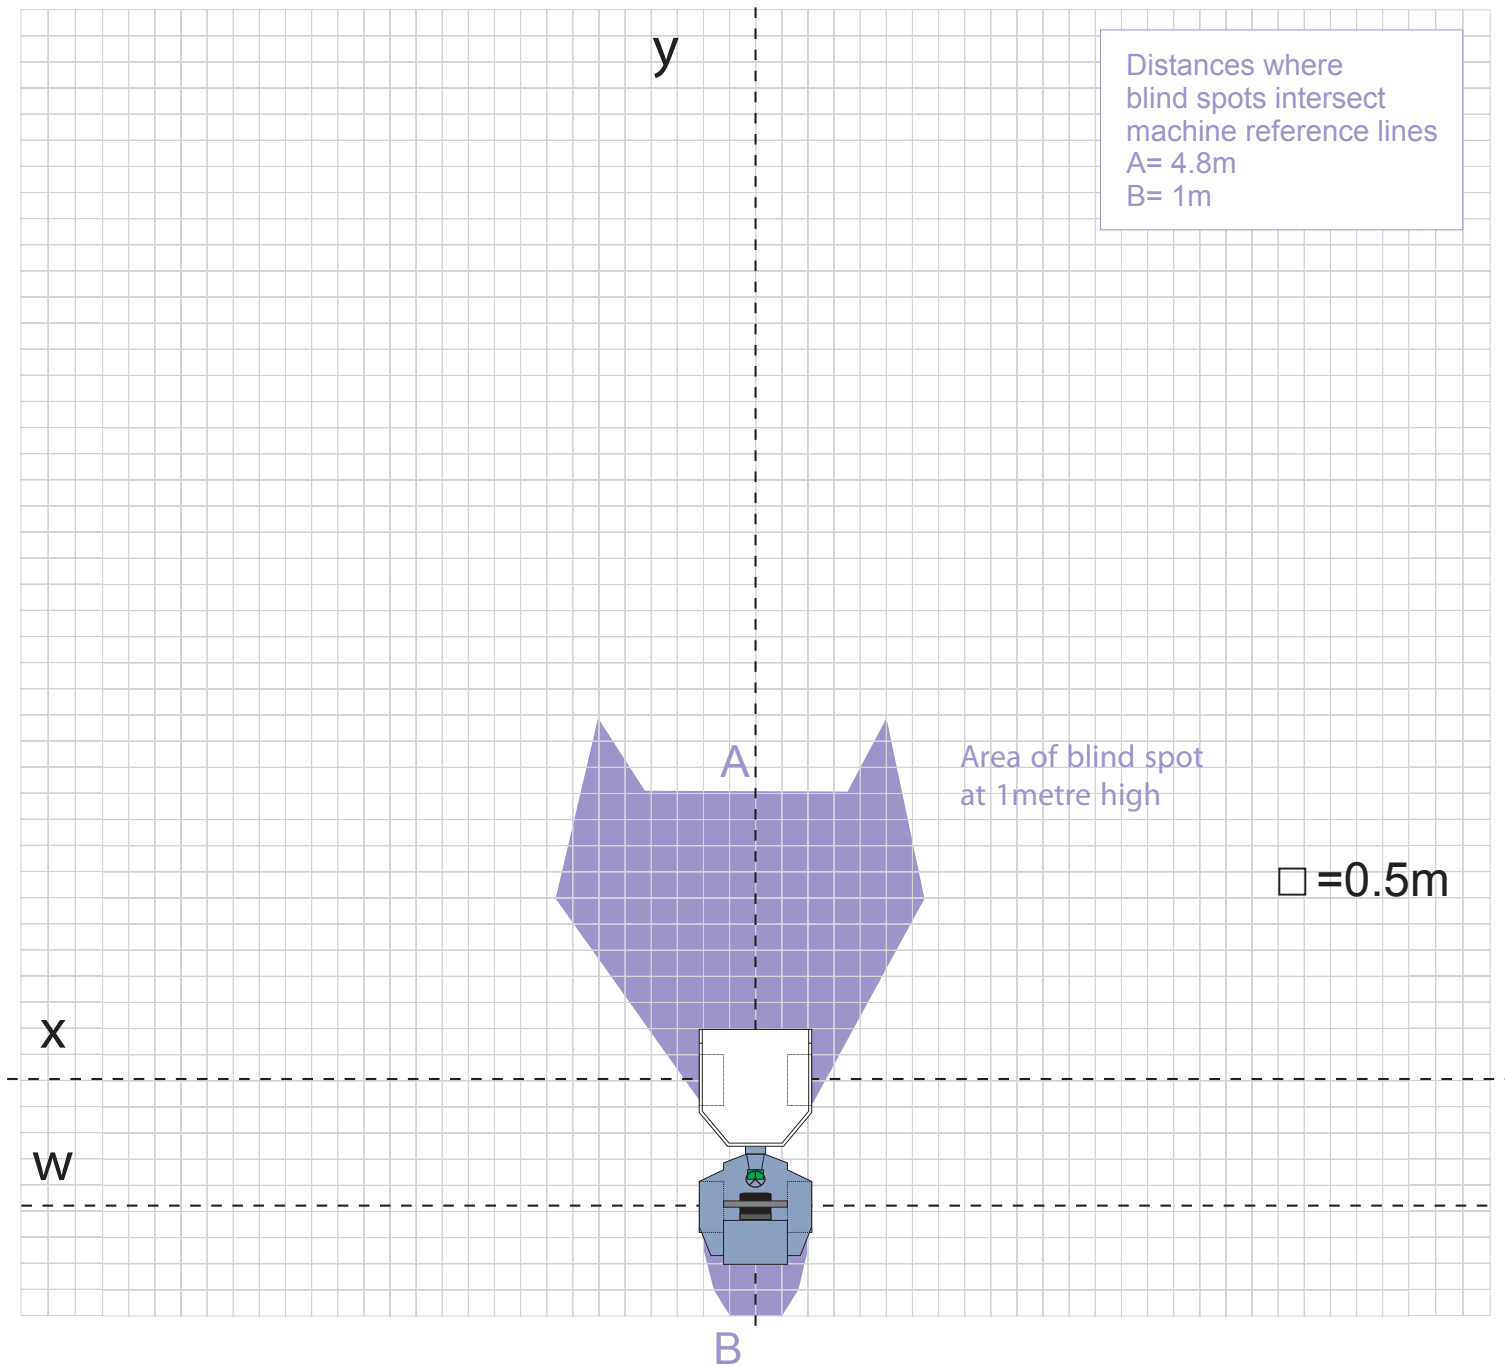 y
Distances where
blind spots intersect
machine reference lines
A= 4.8m
B= 1m
A
Area of blind spot
at 1metre high
=0.5m
x
w
B